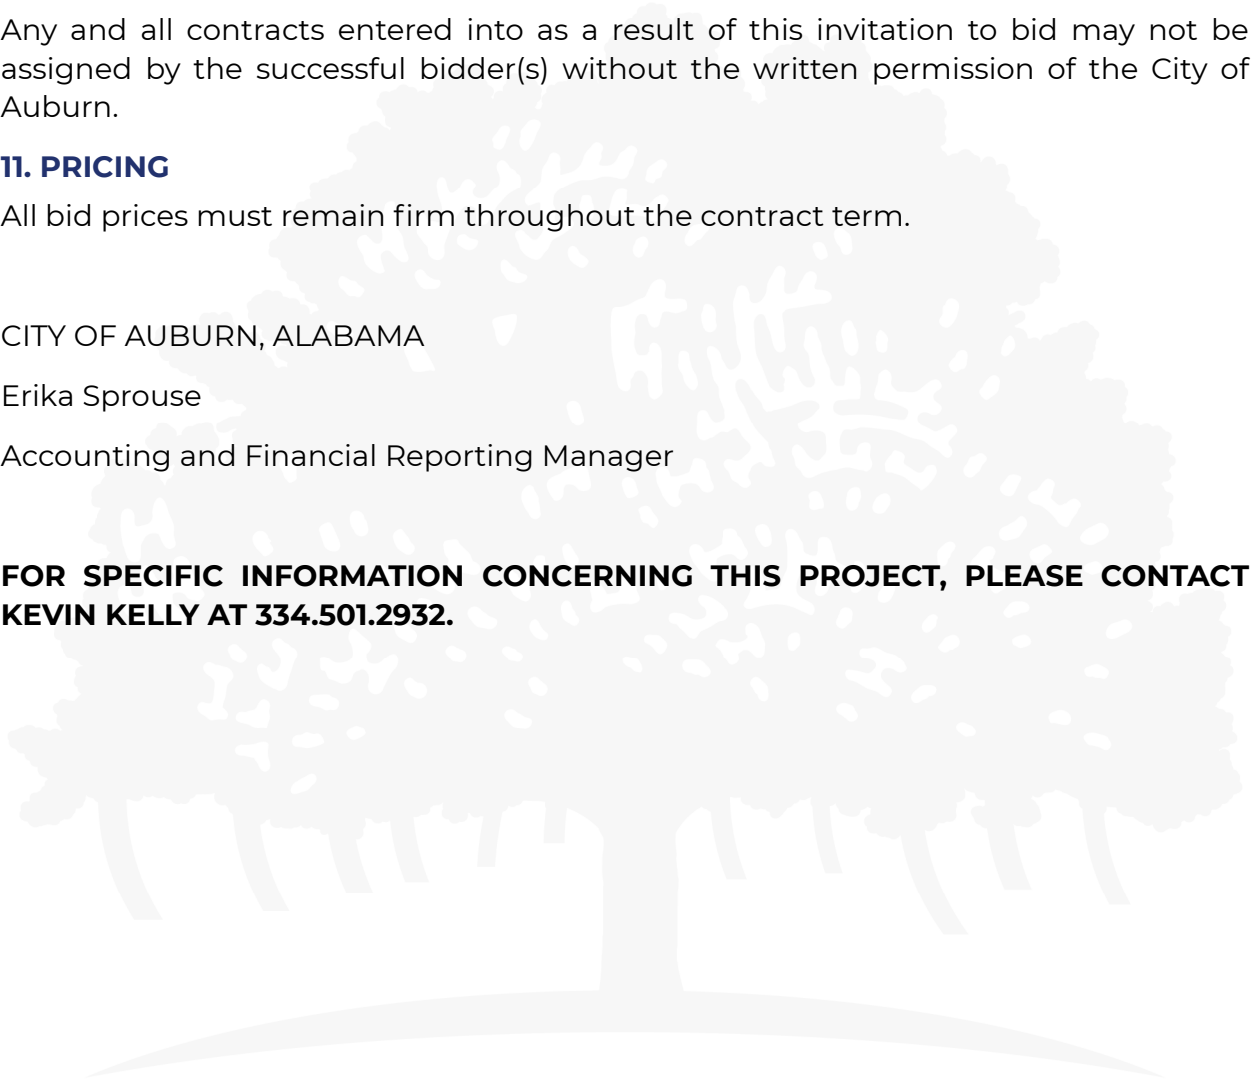 Any and all contracts entered into as a result of this invitation to bid may not be
assigned by the successful bidder(s) without the written permission of the City of
Auburn.
11. PRICING
All bid prices must remain firm throughout the contract term.
CITY OF AUBURN, ALABAMA
Erika Sprouse
Accounting and Financial Reporting Manager
FOR SPECIFIC INFORMATION CONCERNING THIS PROJECT, PLEASE CONTACT
KEVIN KELLY AT 334.501.2932.